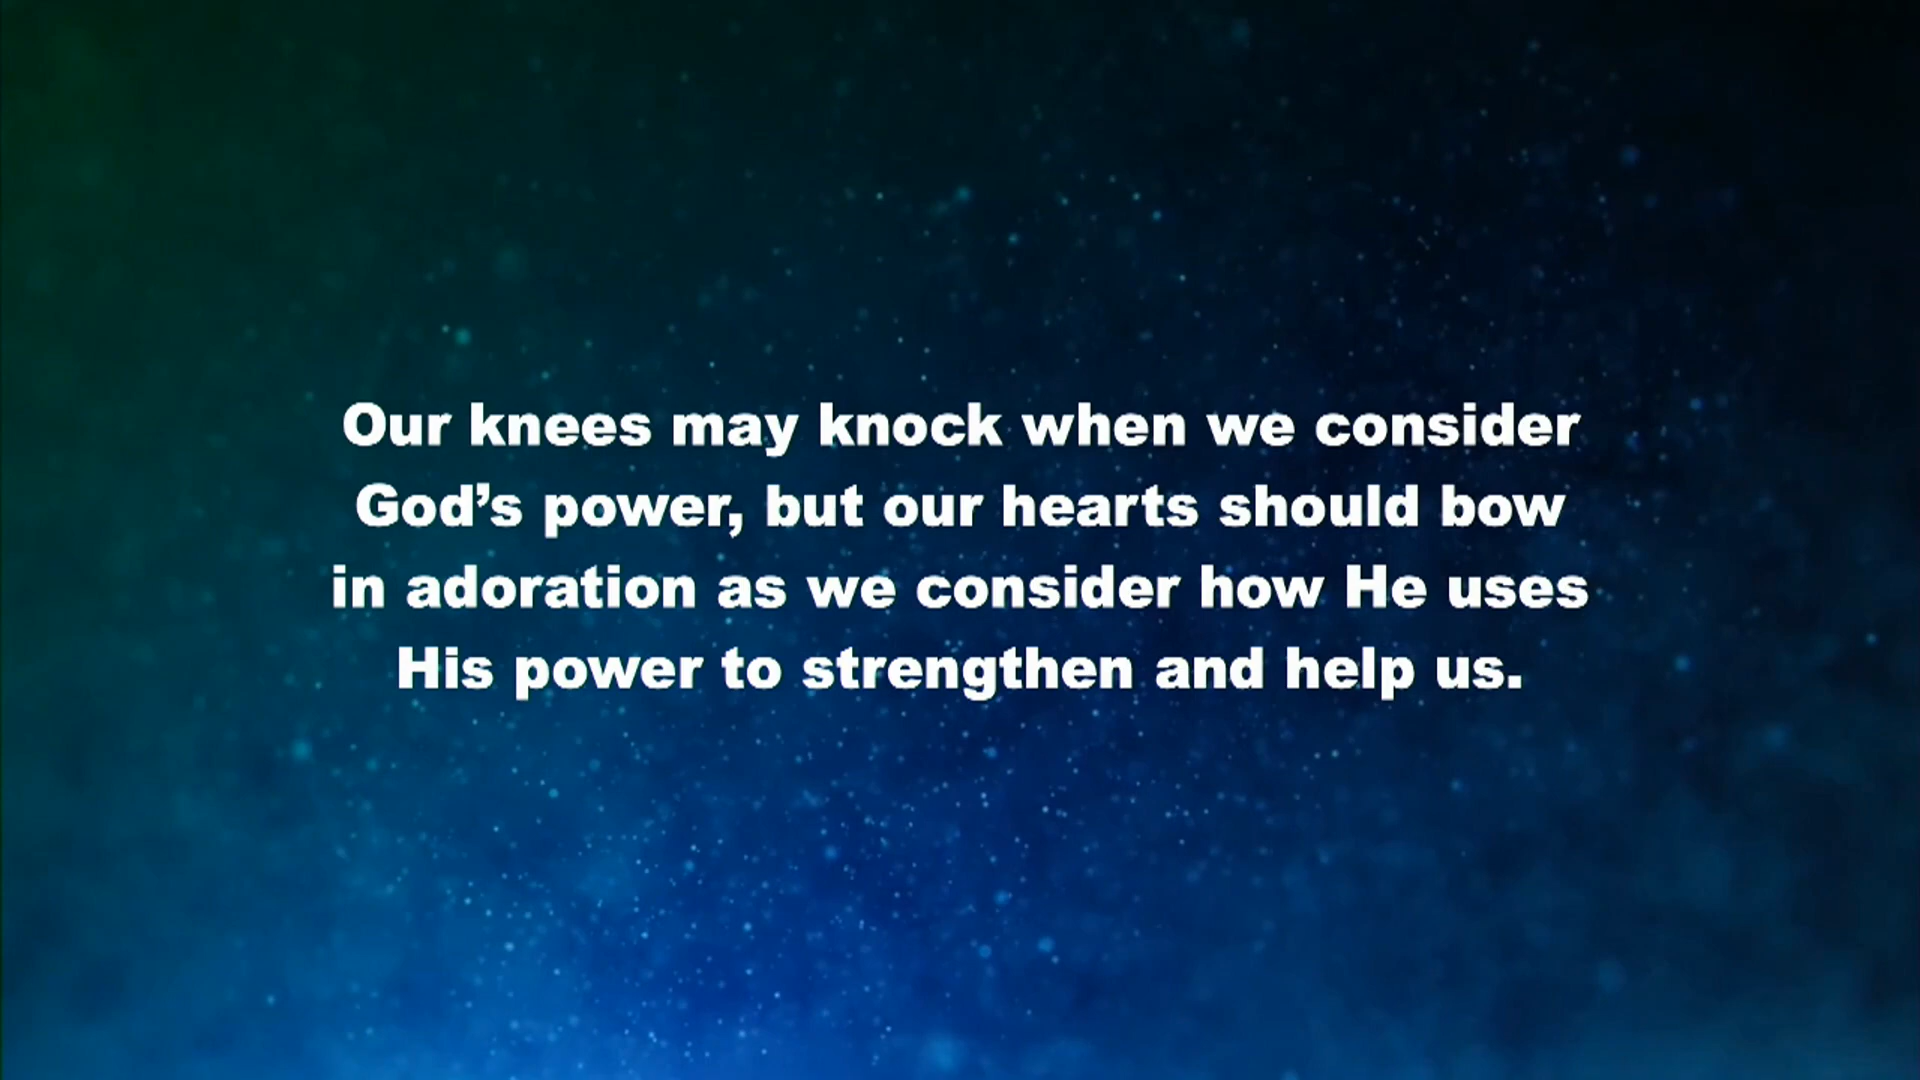 Our knees may knock when we consider
God’s power, but our hearts should bow
in adoration as we consider how He uses
His power to strengthen and help us.